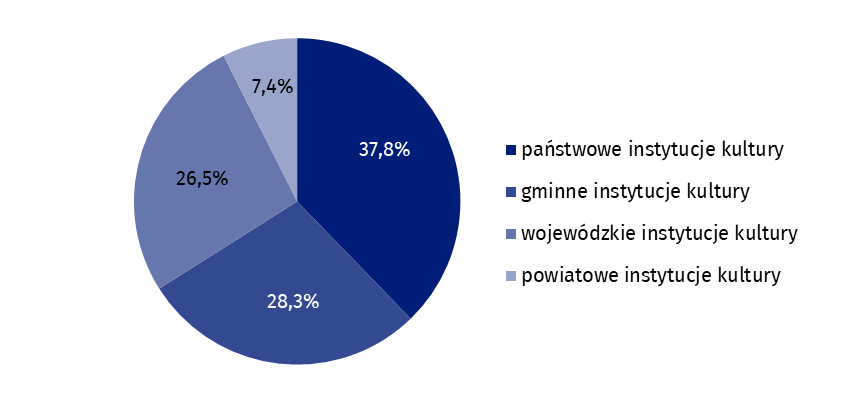 7,4%
37,8%
26,5%
28,3%
państwowe instytucje kultury
gminne instytucje kultury
wojewódzkie instytucje kultury
powiatowe instytucje kultury